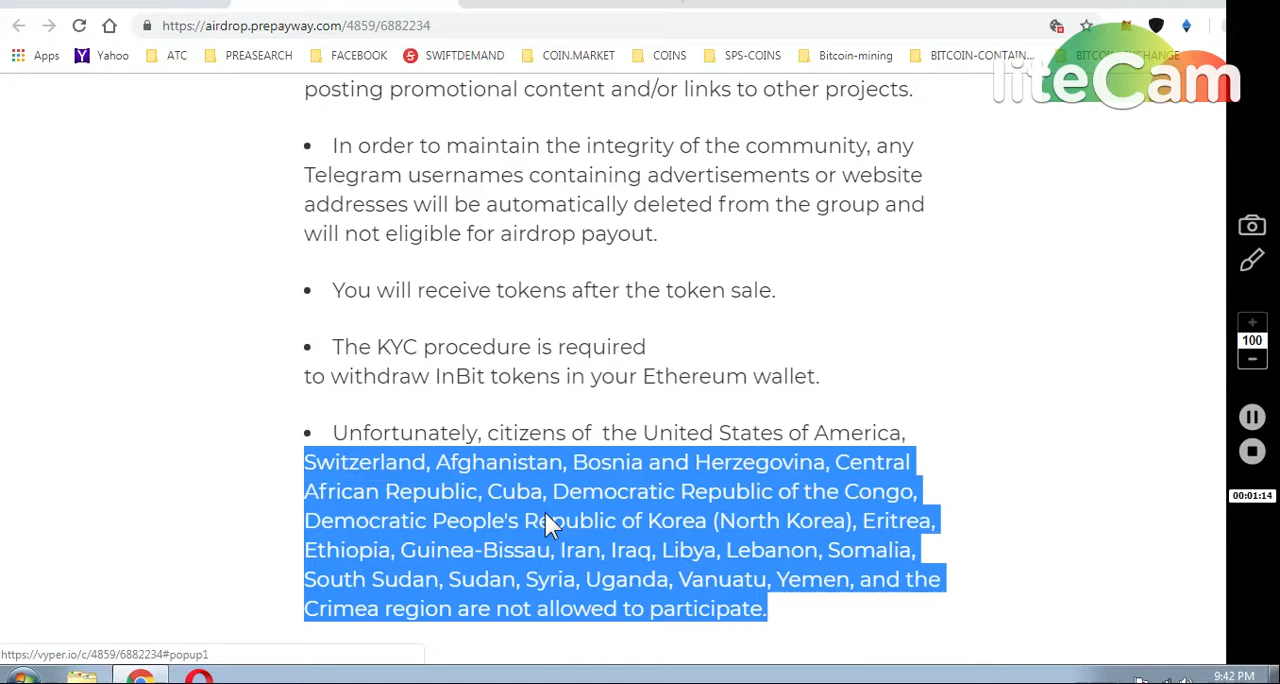 https://airdrop.prepayway.com/4859/6882234
Apps Yahoo ATC PREASEARCH FACEBOOK SWIFTDEMAND COIN.MARKET COINS SPS-COINS Bitcoin-mining BITCOIN-CONTAIN... BITCOIN-EXCHANGE
liteCam
posting promotional content and/or links to other projects.
• In order to maintain the integrity of the community, any
Telegram usernames containing advertisements or website
addresses will be automatically deleted from the group and
will not eligible for airdrop payout.
• You will receive tokens after the token sale.
• The KYC procedure is required
to withdraw InBit tokens in your Ethereum wallet.
• Unfortunately, citizens of the United States of America,
Switzerland, Afghanistan, Bosnia and Herzegovina, Central
African Republic, Cuba, Democratic Republic of the Congo,
Democratic People's Republic of Korea (North Korea), Eritrea,
Ethiopia, Guinea-Bissau, Iran, Iraq, Libya, Lebanon, Somalia,
South Sudan, Sudan, Syria, Uganda, Vanuatu, Yemen, and the
Crimea region are not allowed to participate.
100
00:01:14
https://vyper.io/c/4859/6882234#popup1
9:42 PM